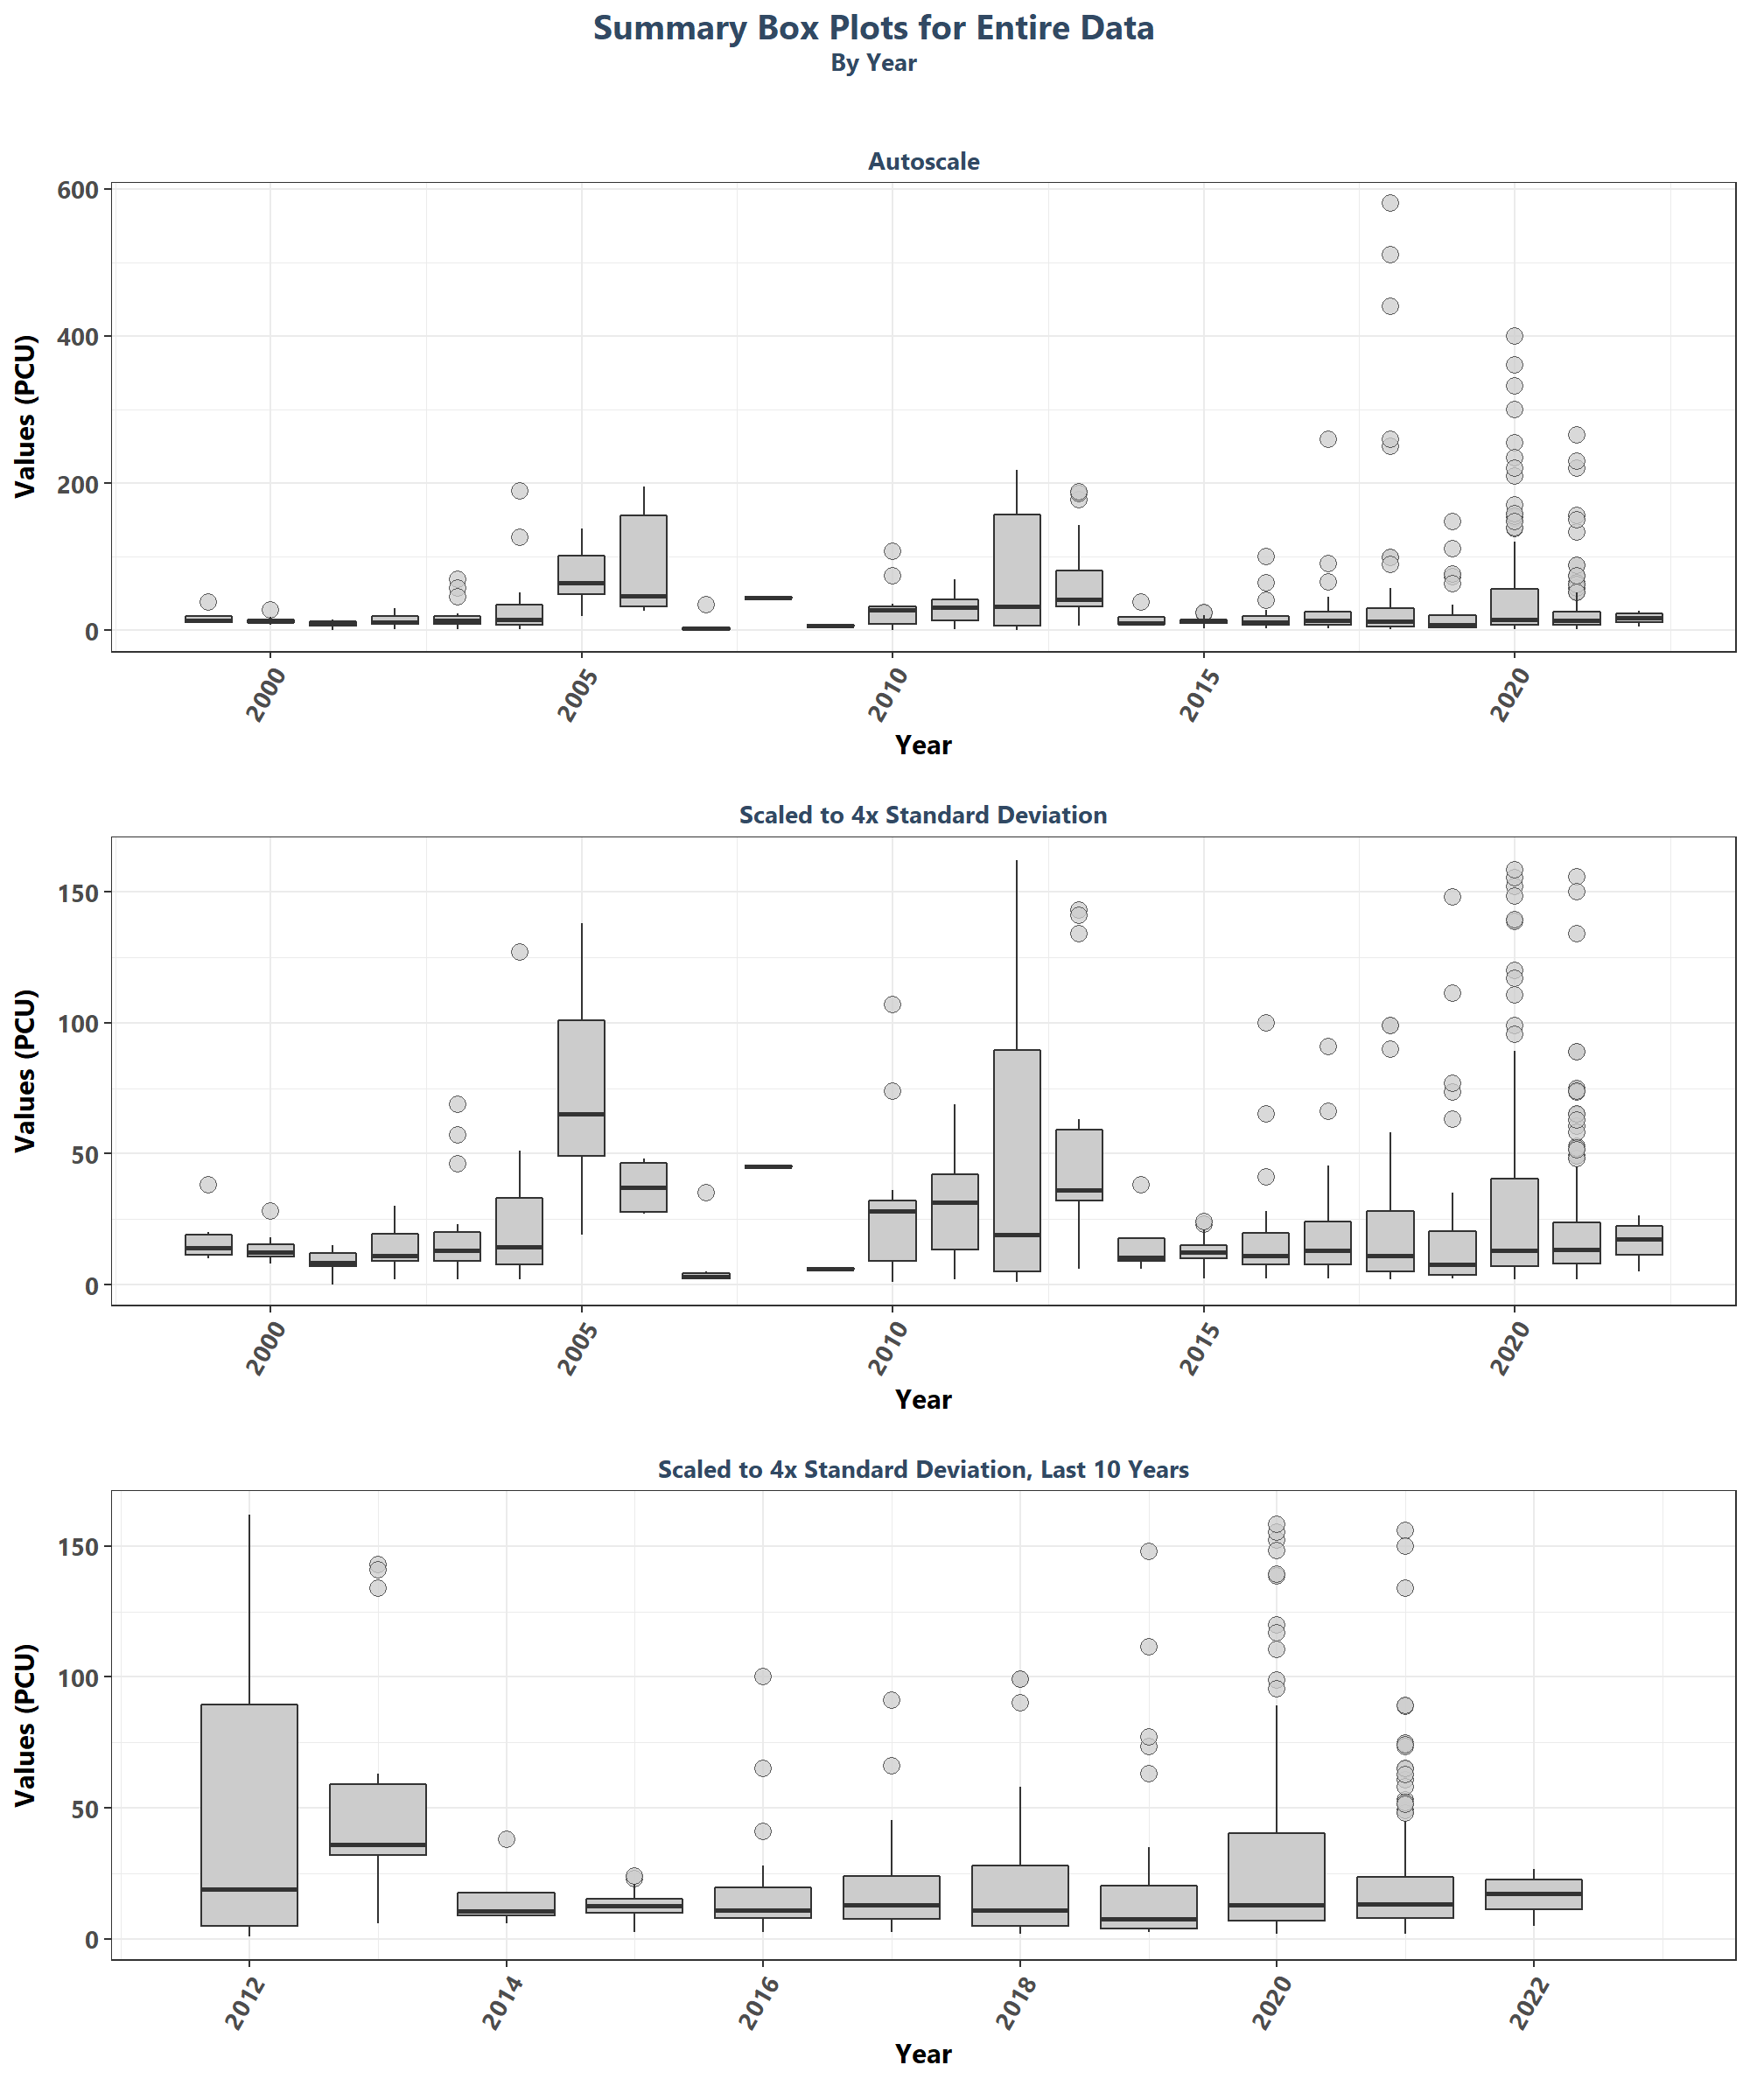 Summary Box Plots for Entire Data
By Year
Autoscale
Values (PCU)
600
400
200
0
2000
2005
2010
2015
2020
Year
Scaled to 4x Standard Deviation
Values (PCU)
150
100
50
0
2000
2005
2010
2015
2020
Year
Scaled to 4x Standard Deviation, Last 10 Years
Values (PCU)
150
100
50
0
2012
2014
2016
2018
2020
2022
Year